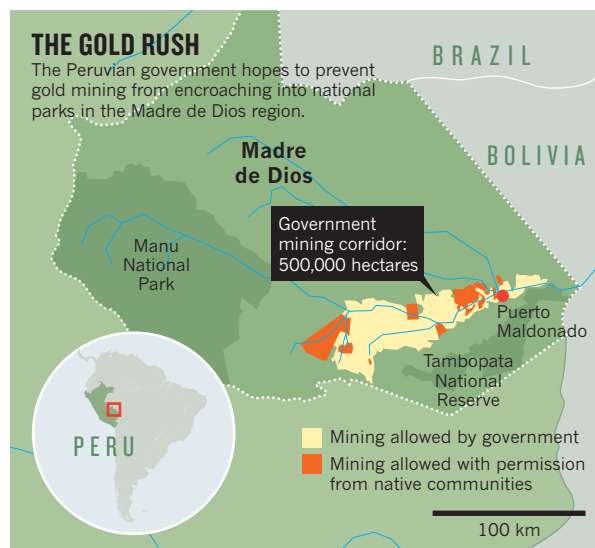 THE GOLD RUSH
The Peruvian government hopes to prevent
gold mining from encroaching into national
parks in the Madre de Dios region.
BRAZIL
BOLIVIA
Madre
de Dios
Government
mining corridor:
500,000 hectares
Manu
National
Park
Puerto
Maldonado
Tambopata
National
Reserve
PERU
Mining allowed by government
Mining allowed with permission
from native communities
100 km